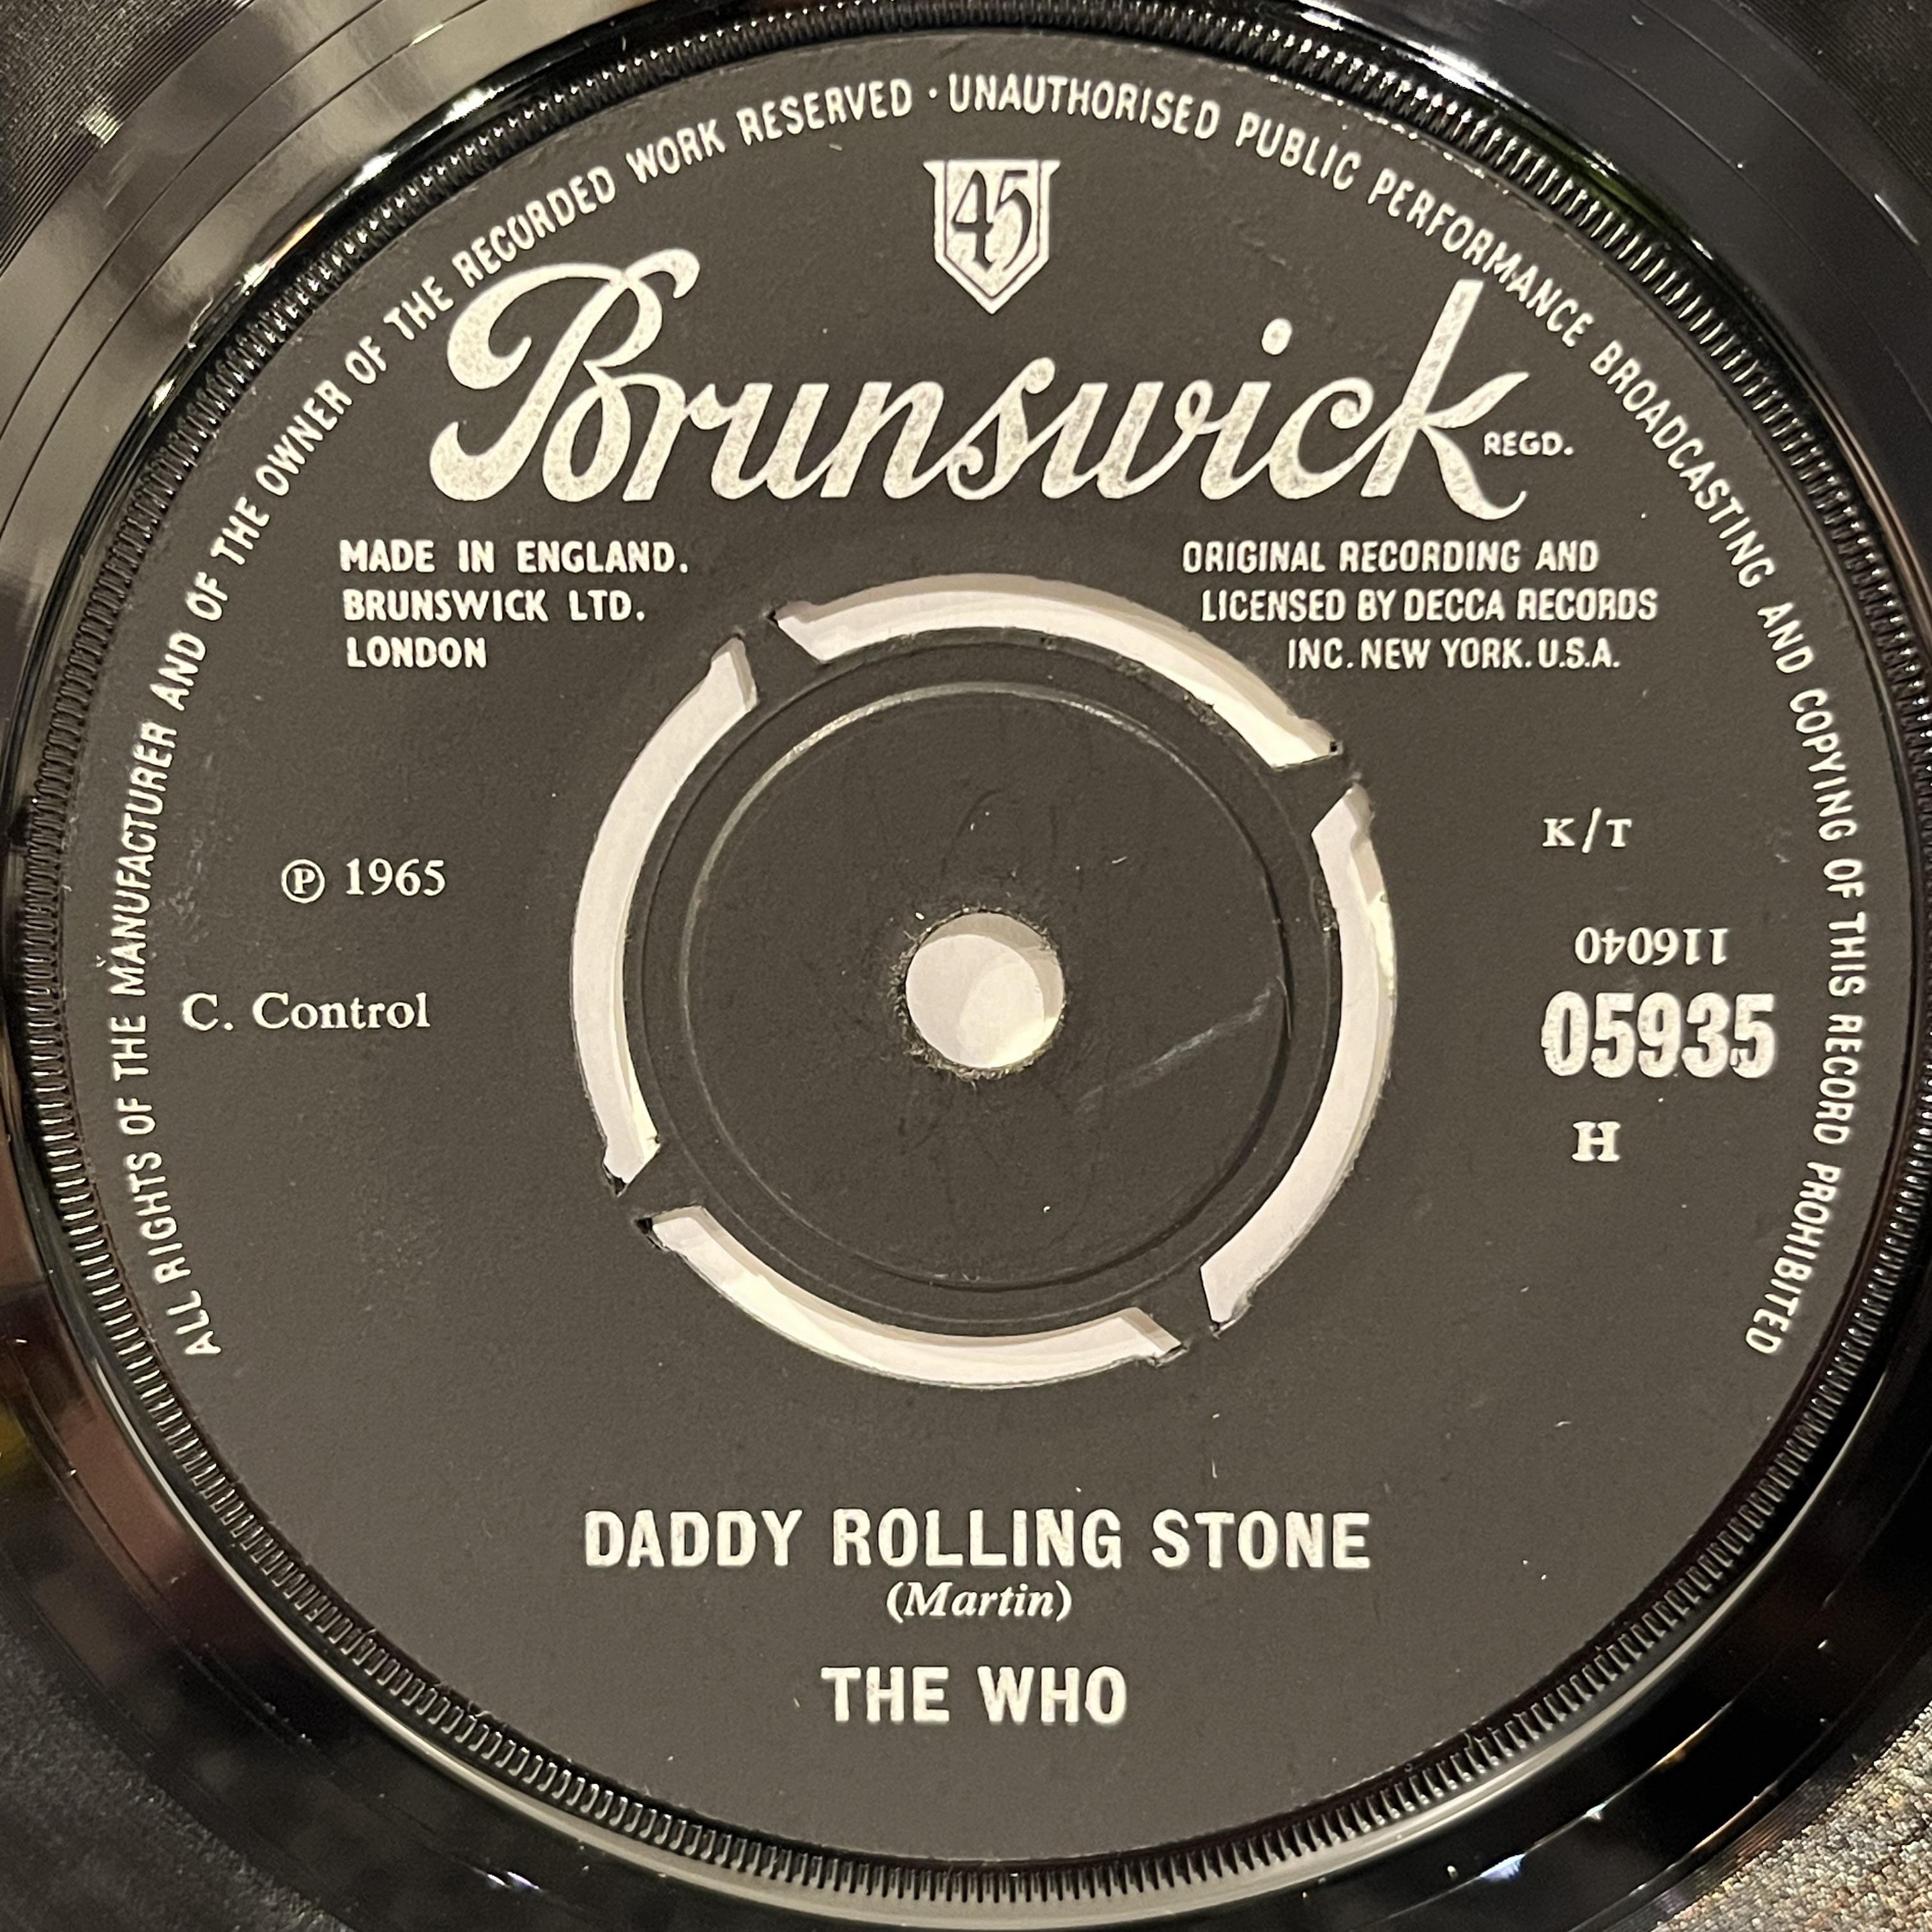 ALL RIGHTS OF THE MANUFACTURER AND OF THE OWNER OF THE RECORDED WORK RESERVED · UNAUTHORISED PUBLIC PERFORMANCE BROADCASTING AND COPYING OF THIS RECORD PROHIBITED
45
Brunswick
REGD.
MADE IN ENGLAND.
BRUNSWICK LTD.
LONDON
ORIGINAL RECORDING AND
LICENSED BY DECCA RECORDS
INC. NEW YORK. U.S.A.
℗ 1965
C. Control
K/T
116040
05935
H
DADDY ROLLING STONE
(Martin)
THE WHO